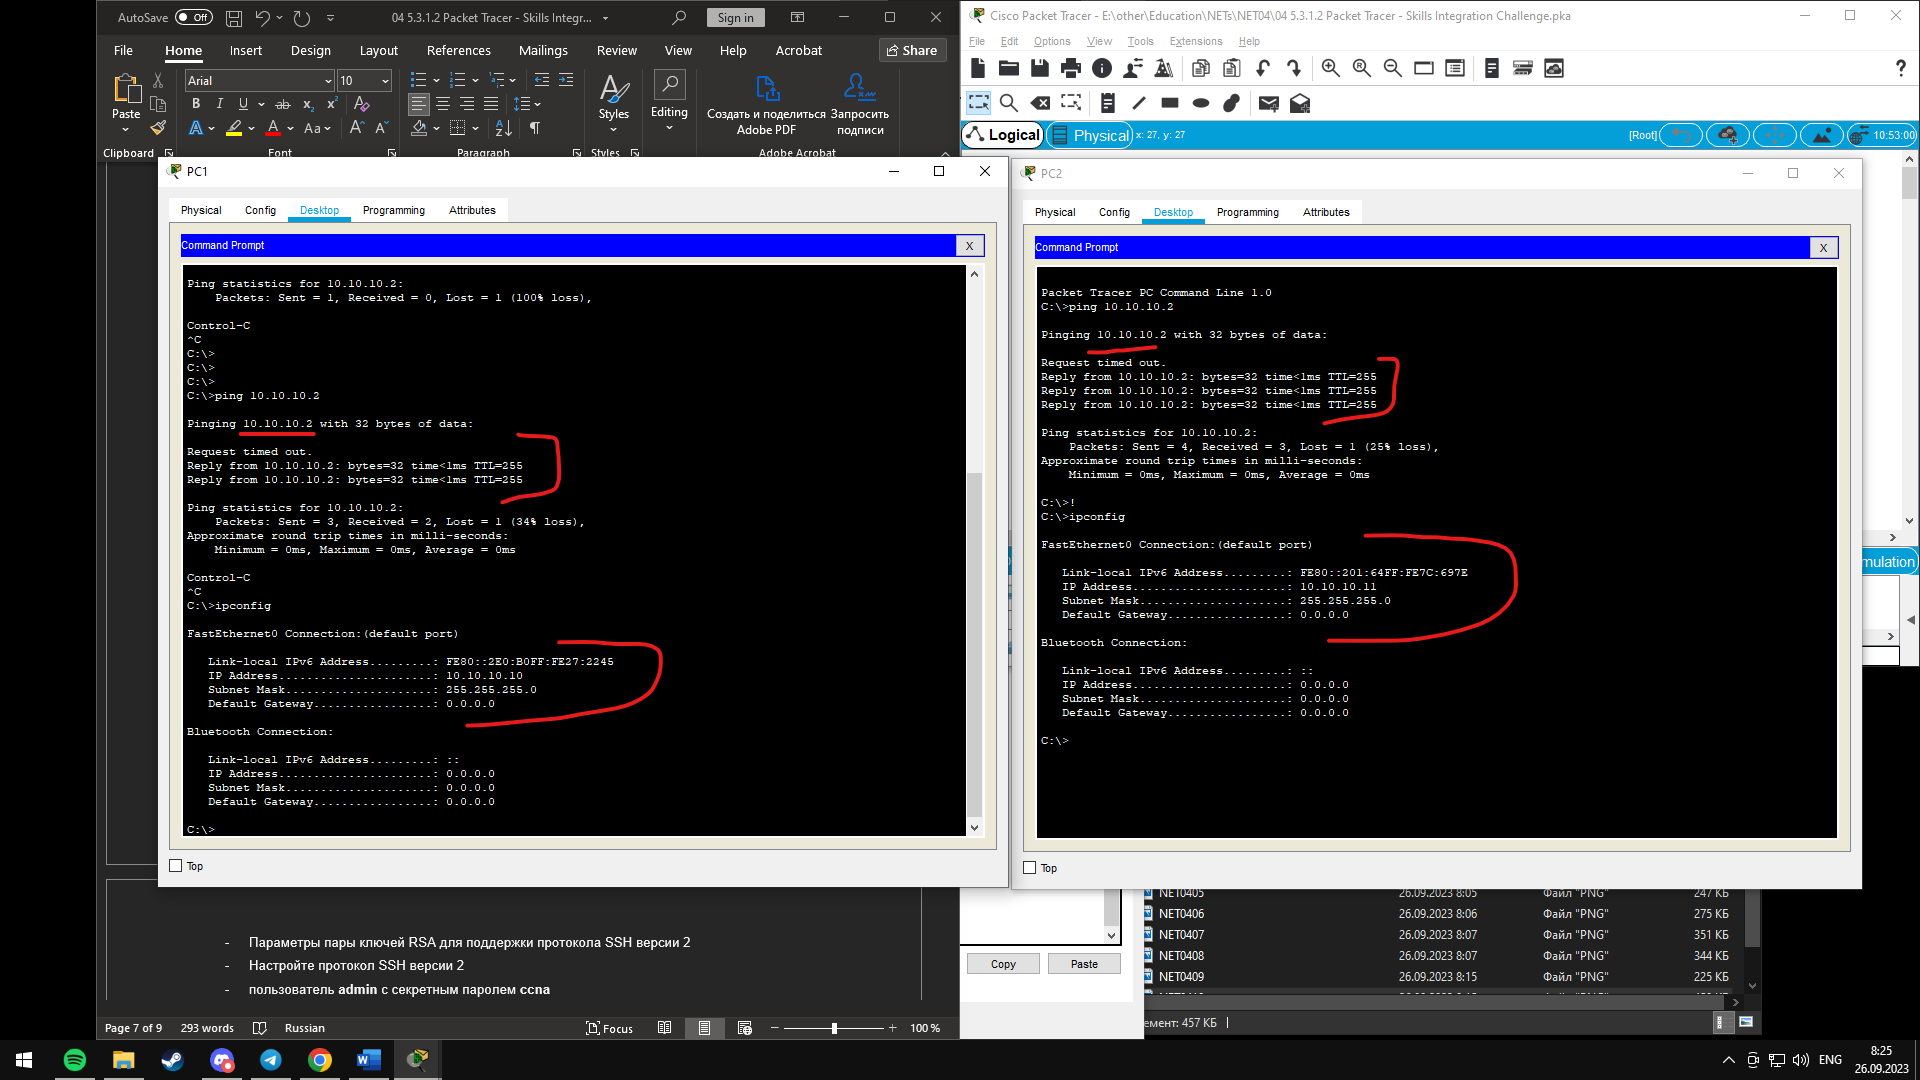 AutoSave Off 04 5.3.1.2 Packet Tracer - Skills Integr... Sign in
File Home Insert Design Layout References Mailings Review View Help Acrobat Share
Arial 10
B I U ab
Paste Styles Editing Создать и поделиться Adobe PDF Запросить подписи
Clipboard Font Paragraph Styles Adobe Acrobat
Cisco Packet Tracer - E:\other\Education\NETs\NET04\04 5.3.1.2 Packet Tracer - Skills Integration Challenge.pka
File Edit Options View Tools Extensions Help
Logical Physical x: 27, y: 27 [Root] 10:53:00
PC1
Physical Config Desktop Programming Attributes
Command Prompt X
Ping statistics for 10.10.10.2:
Packets: Sent = 1, Received = 0, Lost = 1 (100% loss),
Control-C
^C
C:\>
C:\>
C:\>
C:\>ping 10.10.10.2
Pinging 10.10.10.2 with 32 bytes of data:
Request timed out.
Reply from 10.10.10.2: bytes=32 time<1ms TTL=255
Reply from 10.10.10.2: bytes=32 time<1ms TTL=255
Ping statistics for 10.10.10.2:
Packets: Sent = 3, Received = 2, Lost = 1 (34% loss),
Approximate round trip times in milli-seconds:
Minimum = 0ms, Maximum = 0ms, Average = 0ms
Control-C
^C
C:\>ipconfig
FastEthernet0 Connection:(default port)
Link-local IPv6 Address.........: FE80::2E0:B0FF:FE27:2245
IP Address......................: 10.10.10.10
Subnet Mask.....................: 255.255.255.0
Default Gateway.................: 0.0.0.0
Bluetooth Connection:
Link-local IPv6 Address.........: ::
IP Address......................: 0.0.0.0
Subnet Mask.....................: 0.0.0.0
Default Gateway.................: 0.0.0.0
C:\>
Top
PC2
Physical Config Desktop Programming Attributes
Command Prompt X
Packet Tracer PC Command Line 1.0
C:\>ping 10.10.10.2
Pinging 10.10.10.2 with 32 bytes of data:
Request timed out.
Reply from 10.10.10.2: bytes=32 time<1ms TTL=255
Reply from 10.10.10.2: bytes=32 time<1ms TTL=255
Reply from 10.10.10.2: bytes=32 time<1ms TTL=255
Ping statistics for 10.10.10.2:
Packets: Sent = 4, Received = 3, Lost = 1 (25% loss),
Approximate round trip times in milli-seconds:
Minimum = 0ms, Maximum = 0ms, Average = 0ms
C:\>!
C:\>ipconfig
FastEthernet0 Connection:(default port)
Link-local IPv6 Address.........: FE80::201:64FF:FE7C:697E
IP Address......................: 10.10.10.11
Subnet Mask.....................: 255.255.255.0
Default Gateway.................: 0.0.0.0
Bluetooth Connection:
Link-local IPv6 Address.........: ::
IP Address......................: 0.0.0.0
Subnet Mask.....................: 0.0.0.0
Default Gateway.................: 0.0.0.0
C:\>
Top
mulation
- Параметры пары ключей RSA для поддержки протокола SSH версии 2
- Настройте протокол SSH версии 2
- пользователь admin с секретным паролем ccna
Page 7 of 9 293 words Russian Focus 100 %
Copy Paste
NET0405 26.09.2023 8:05 Файл "PNG" 247 КБ
NET0406 26.09.2023 8:06 Файл "PNG" 275 КБ
NET0407 26.09.2023 8:07 Файл "PNG" 351 КБ
NET0408 26.09.2023 8:07 Файл "PNG" 344 КБ
NET0409 26.09.2023 8:15 Файл "PNG" 225 КБ
емент: 457 КБ
ENG 8:25
26.09.2023